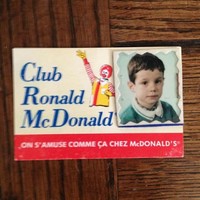 Club
Ronald
McDonald
„ON S'AMUSE COMME ÇA CHEZ McDONALD'S"